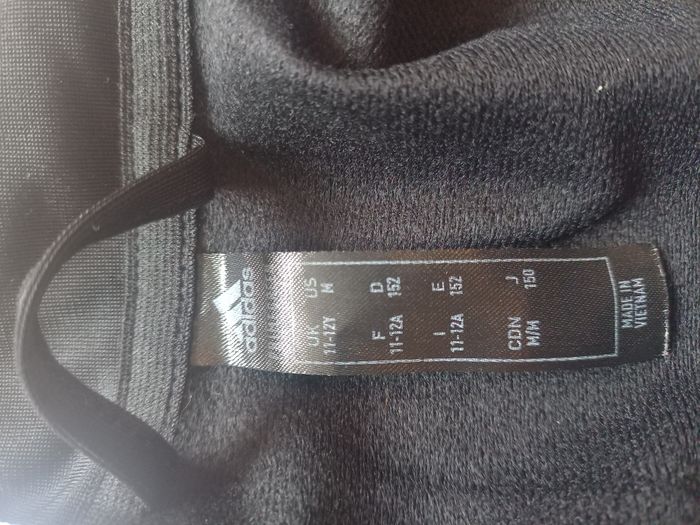 adidas
UK US
11-12Y M
F D
11-12A 152
I E
11-12A 152
CDN J
M/M 150
MADE IN
VIETNAM